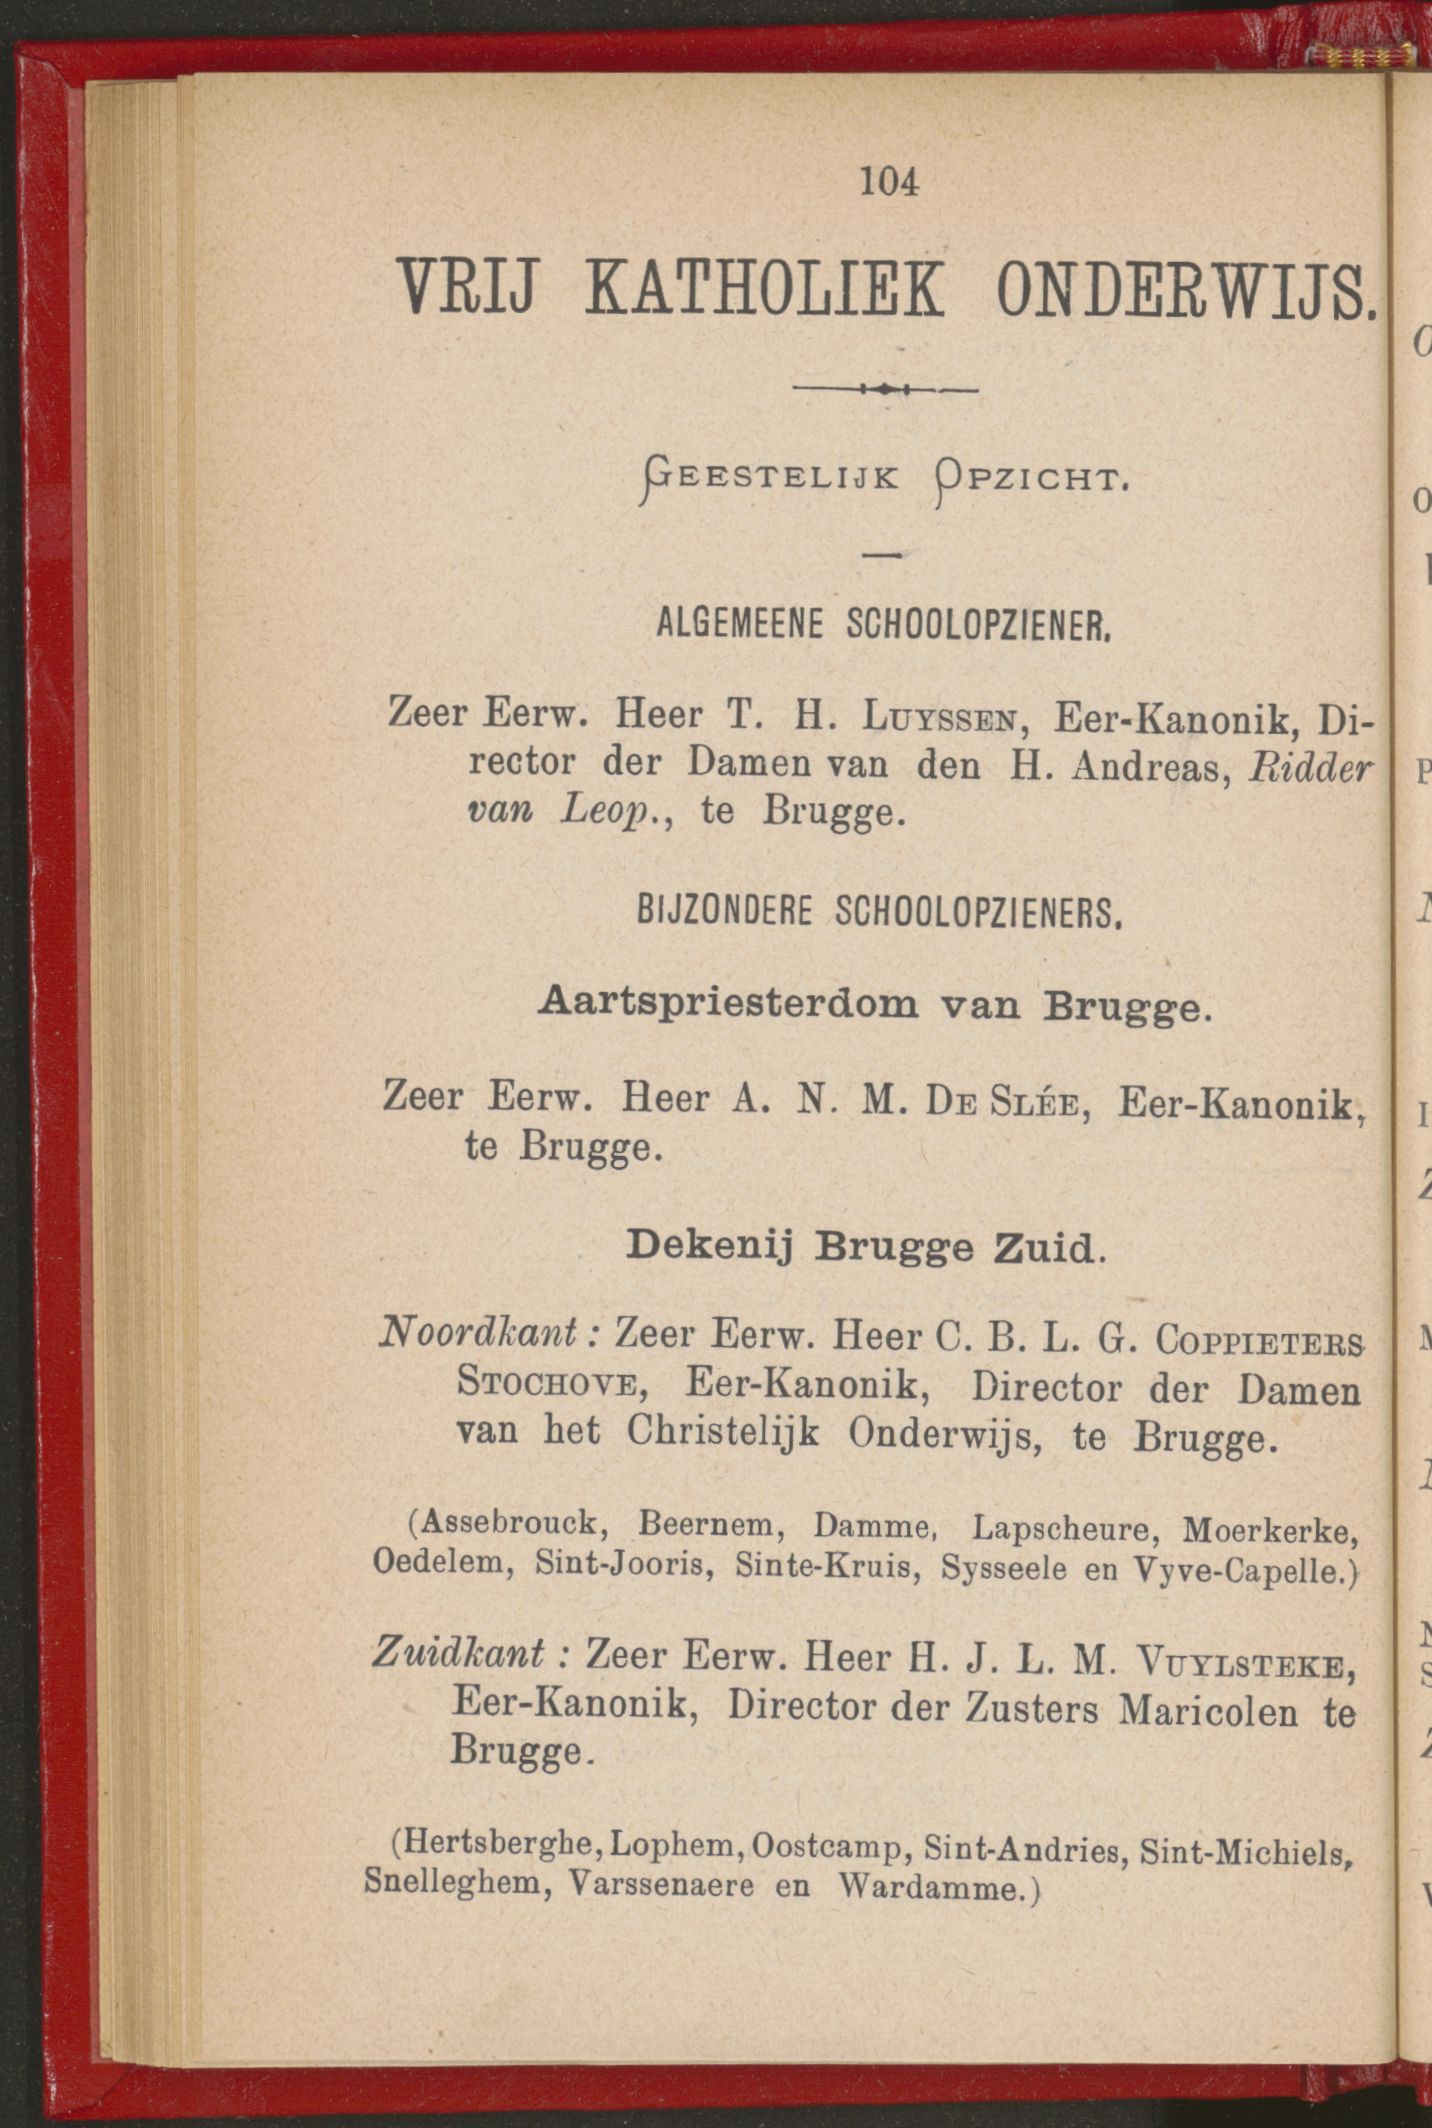 104
VRIJ KATHOLIEK ONDERWIJS.
GEESTELIJK OPZICHT.
ALGEMEENE SCHOOLOPZIENER.
Zeer Eerw. Heer T. H. LUYSSEN, Eer-Kanonik, Di-
rector der Damen van den H. Andreas, Ridder
van Leop., te Brugge.
BIJZONDERE SCHOOLOPZIENERS.
Aartspriesterdom van Brugge.
Zeer Eerw. Heer A. N. M. DE SLÉE, Eer-Kanonik,
te Brugge.
Dekenij Brugge Zuid.
Noordkant : Zeer Eerw. Heer C. B. L. G. COPPIETERS
STOCHOVE, Eer-Kanonik, Director der Damen
van het Christelijk Onderwijs, te Brugge.
(Assebrouck, Beernem, Damme, Lapscheure, Moerkerke,
Oedelem, Sint-Jooris, Sinte-Kruis, Sysseele en Vyve-Capelle.)
Zuidkant : Zeer Eerw. Heer H. J. L. M. VUYLSTEKE,
Eer-Kanonik, Director der Zusters Maricolen te
Brugge.
(Hertsberghe, Lophem, Oostcamp, Sint-Andries, Sint-Michiels,
Snelleghem, Varssenaere en Wardamme.)